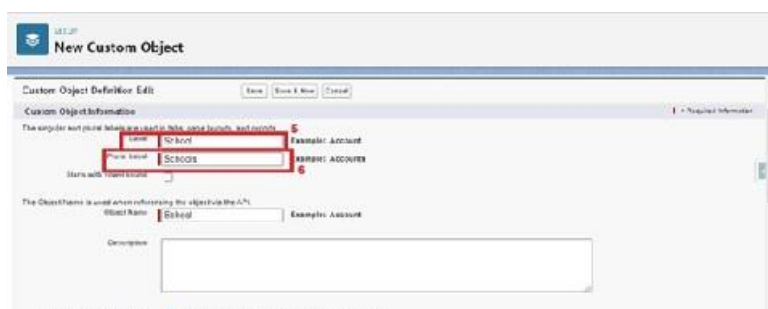 SETUP
New Custom Object
Custom Object Definition Edit
Save
Save & New
Cancel
Custom Object Information
= Required Information
The singular and plural labels are used in tabs, page layouts, and reports.
5
Label
School
Example: Account
Plural Label
Schools
Example: Accounts
6
Starts with vowel sound
The Object Name is used when referencing the object via the API.
Object Name
School
Example: Account
Description